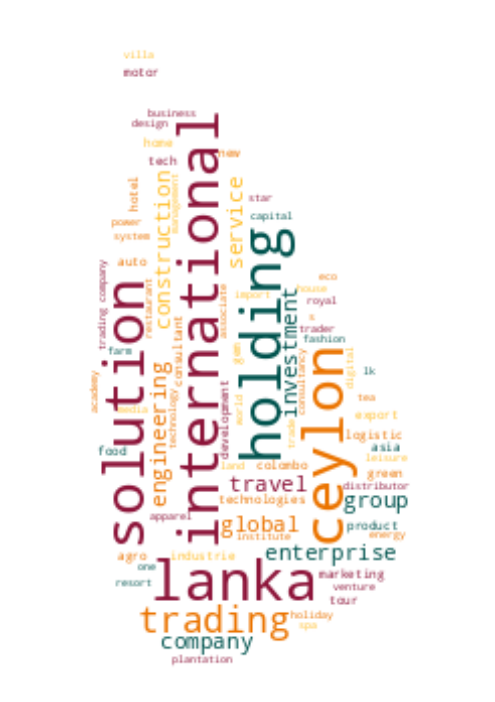 villa
motor
business
design
international
home
new
tech
hotel
construction
management
service
star
capital
power
system
holding
auto
trading company
solution
restaurant
consultant
associate
import
investment
house
eco
royal
s
trader
fashion
farm
academy
media
engineering
technology
development
world
trade
consultancy
ceylon
digital
lk
tea
export
logistic
asia
leisure
food
land
colombo
green
travel
distributor
technologies
group
apparel
global
institute
product
energy
agro
one
industrie
enterprise
resort
lanka
marketing
venture
tour
trading
holiday
spa
company
plantation